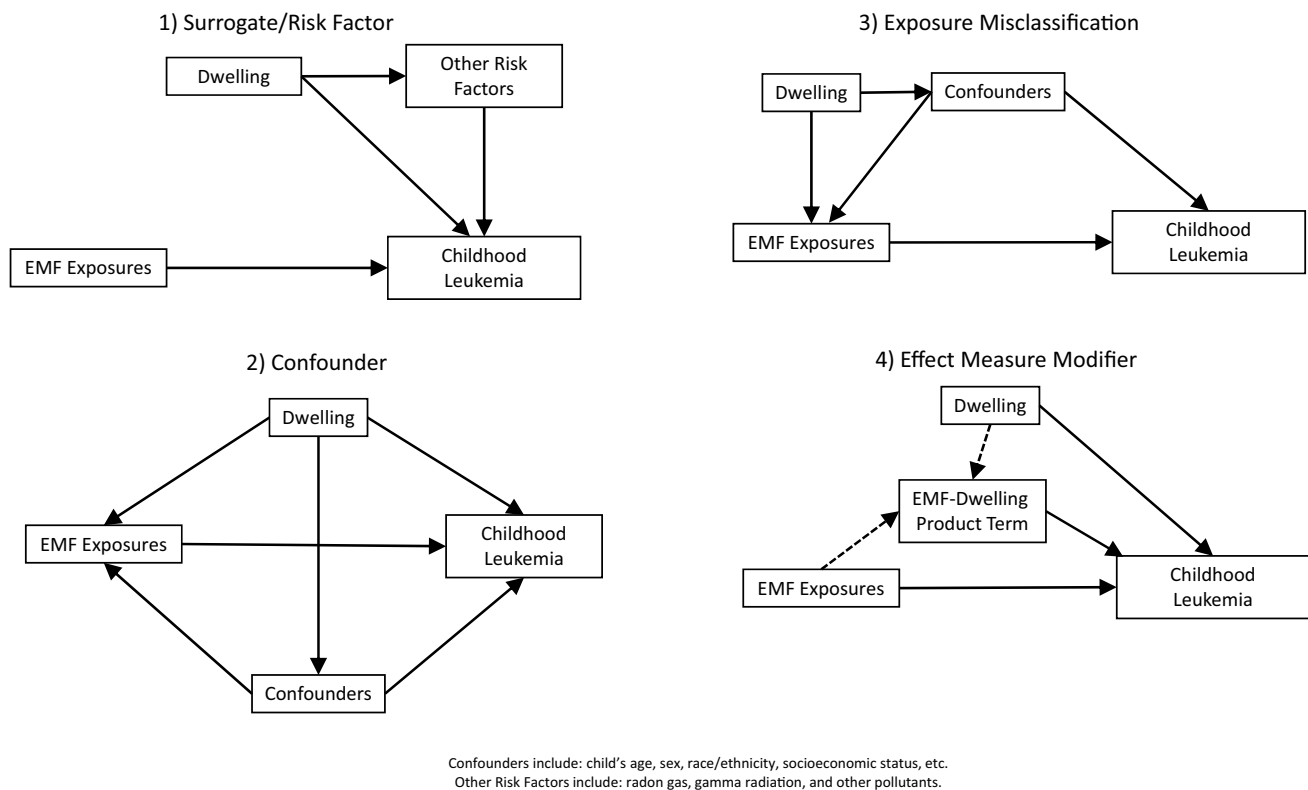 1) Surrogate/Risk Factor
Dwelling
Other Risk
Factors
EMF Exposures
Childhood
Leukemia
3) Exposure Misclassification
Dwelling
Confounders
EMF Exposures
Childhood
Leukemia
2) Confounder
Dwelling
EMF Exposures
Childhood
Leukemia
Confounders
4) Effect Measure Modifier
Dwelling
EMF-Dwelling
Product Term
EMF Exposures
Childhood
Leukemia
Confounders include: child's age, sex, race/ethnicity, socioeconomic status, etc.
Other Risk Factors include: radon gas, gamma radiation, and other pollutants.